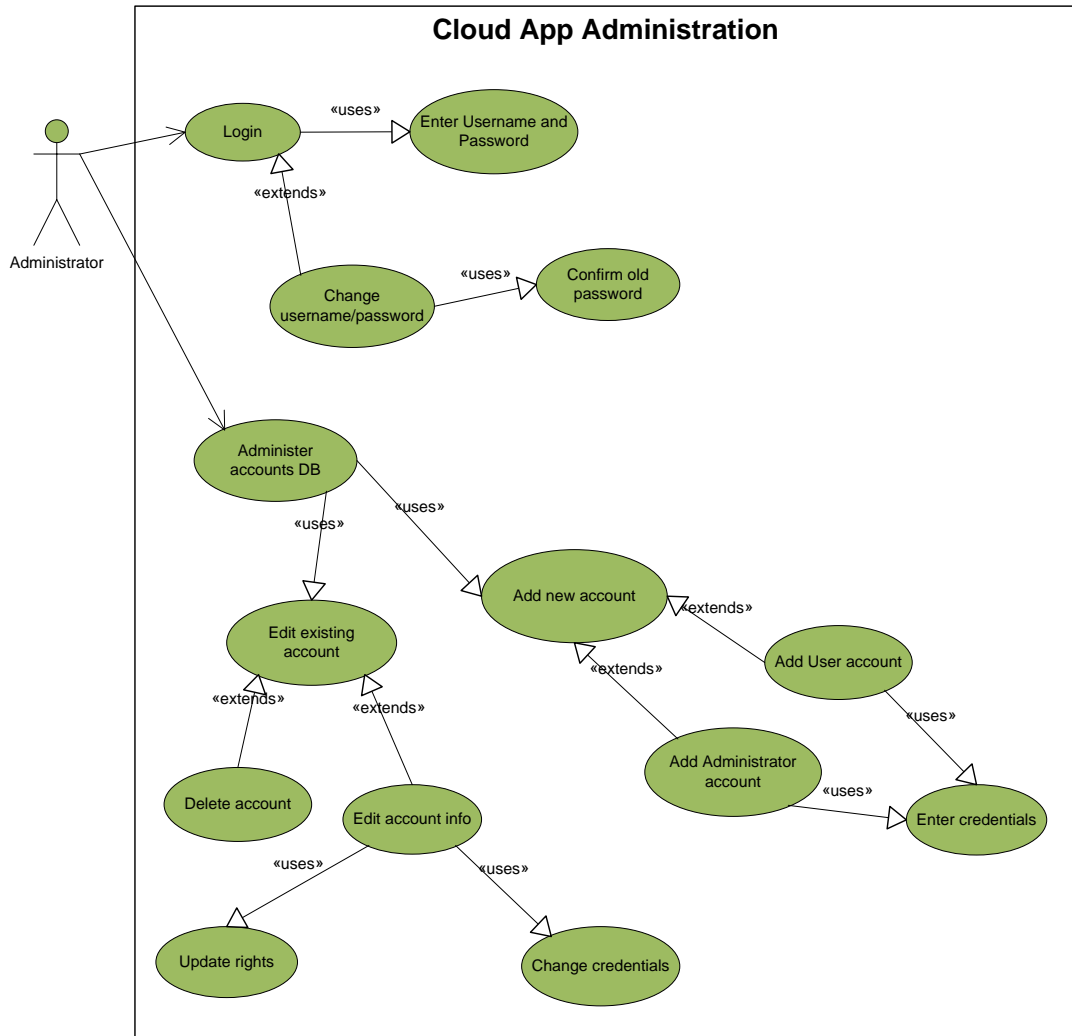 Cloud App Administration
«uses»
Login
Enter Username and
Password
«extends»
Administrator
«uses»
Confirm old
password
Change
username/password
Administer
accounts DB
«uses»
«uses»
Add new account
«extends»
Edit existing
account
Add User account
«extends»
«extends»
«extends»
«uses»
Add Administrator
account
«uses»
Delete account
Edit account info
Enter credentials
«uses»
«uses»
Update rights
Change credentials